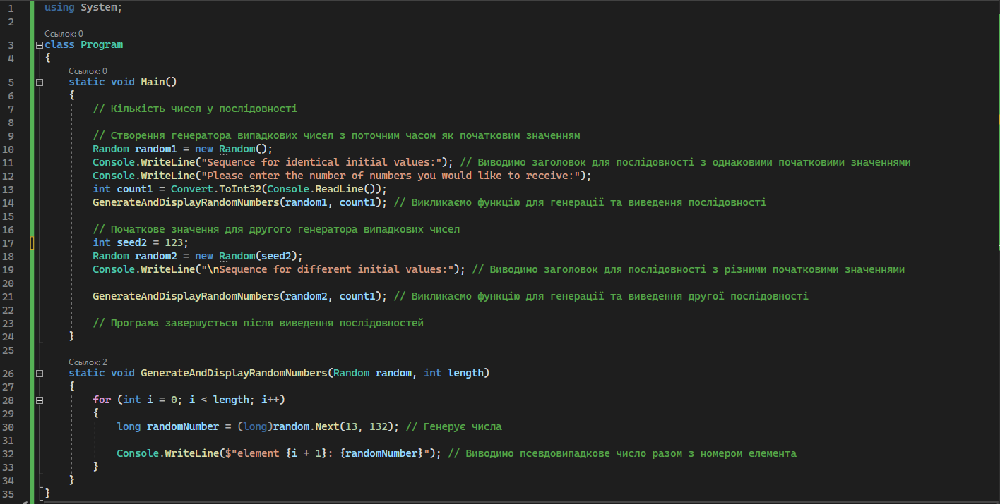 1 using System;
2
Ссылок: 0
3 class Program
4 {
Ссылок: 0
5 static void Main()
6 {
7 // Кількість чисел у послідовності
8
9 // Створення генератора випадкових чисел з поточним часом як початковим значенням
10 Random random1 = new Random();
11 Console.WriteLine("Sequence for identical initial values:"); // Виводимо заголовок для послідовності з однаковими початковими значеннями
12 Console.WriteLine("Please enter the number of numbers you would like to receive:");
13 int count1 = Convert.ToInt32(Console.ReadLine());
14 GenerateAndDisplayRandomNumbers(random1, count1); // Викликаємо функцію для генерації та виведення послідовності
15
16 // Початкове значення для другого генератора випадкових чисел
17 int seed2 = 123;
18 Random random2 = new Random(seed2);
19 Console.WriteLine("\nSequence for different initial values:"); // Виводимо заголовок для послідовності з різними початковими значеннями
20
21 GenerateAndDisplayRandomNumbers(random2, count1); // Викликаємо функцію для генерації та виведення другої послідовності
22
23 // Програма завершується після виведення послідовностей
24 }
25
Ссылок: 2
26 static void GenerateAndDisplayRandomNumbers(Random random, int length)
27 {
28 for (int i = 0; i < length; i++)
29 {
30 long randomNumber = (long)random.Next(13, 132); // Генерує числа
31
32 Console.WriteLine($"element {i + 1}: {randomNumber}"); // Виводимо псевдовипадкове число разом з номером елемента
33 }
34 }
35 }